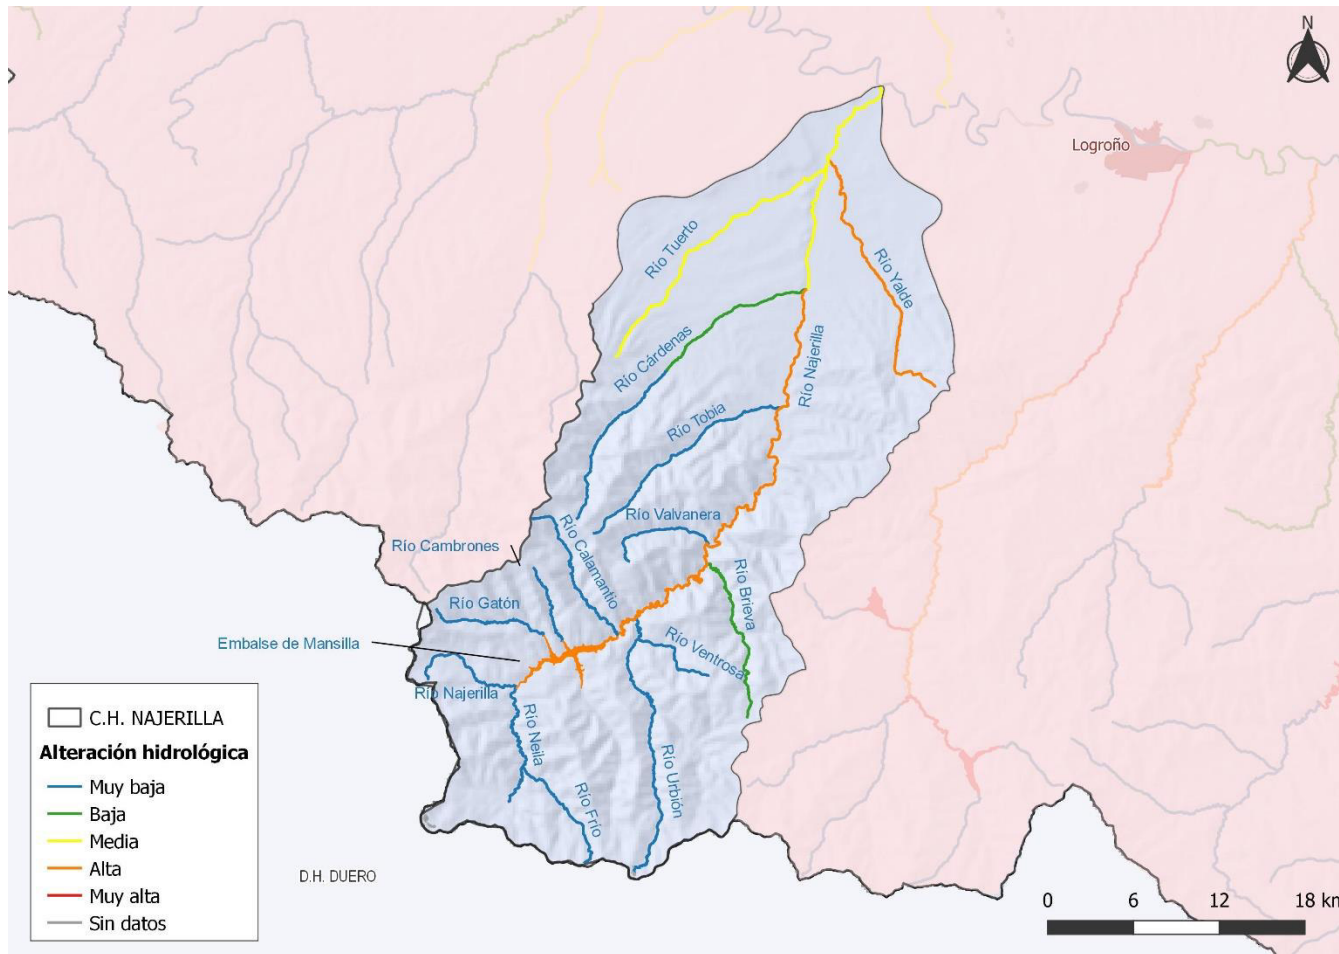 N
Logroño
Río Tuerto
Río Yalde
Río Cárdenas
Río Najerilla
Río Tobia
Río Valvanera
Río Cambrones
Río Calamantio
Río Brieva
Río Gatón
Embalse de Mansilla
Río Ventrosa
Río Najerilla
Río Neila
Río Urbión
Río Frío
D.H. DUERO
C.H. NAJERILLA
Alteración hidrológica
Muy baja
Baja
Media
Alta
Muy alta
Sin datos
0 6 12 18 km